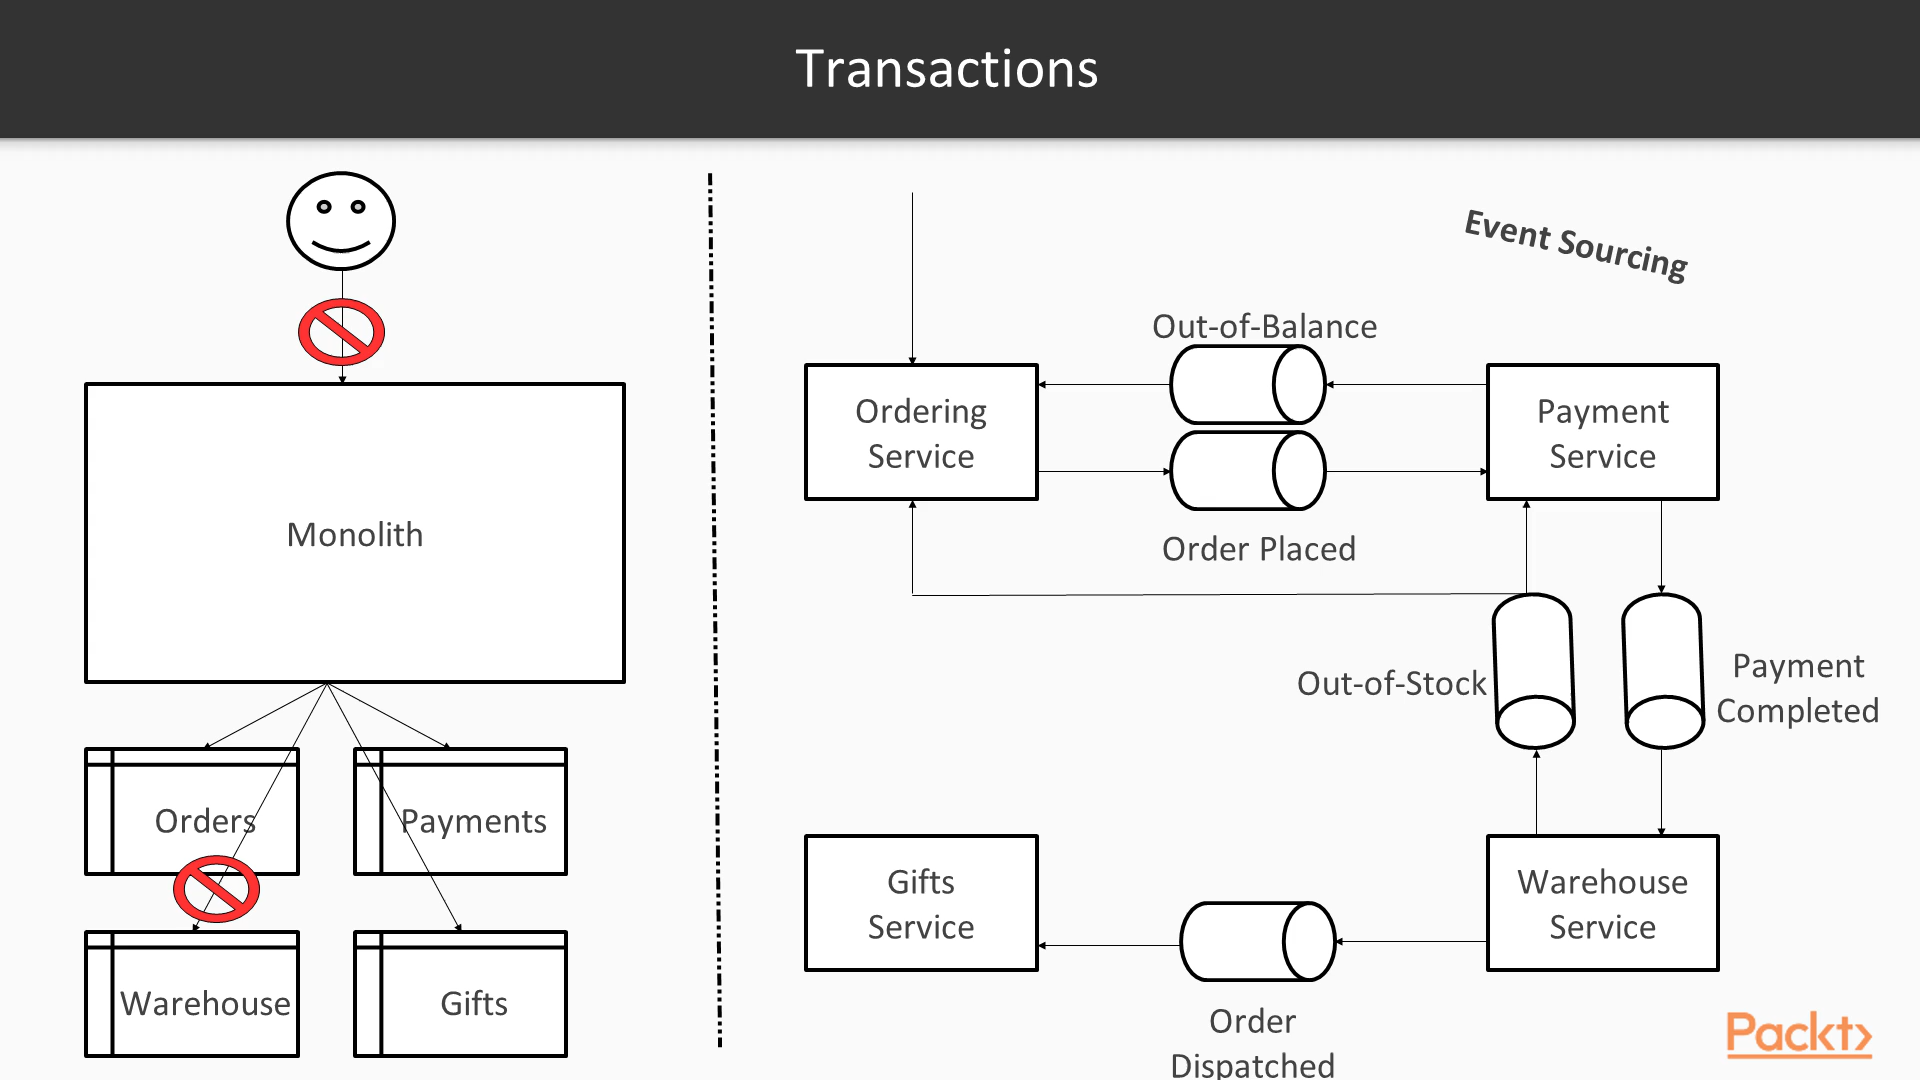 Transactions
Event Sourcing
Out-of-Balance
Ordering
Service
Payment
Service
Monolith
Order Placed
Out-of-Stock
Payment
Completed
Orders
Payments
Gifts
Service
Warehouse
Service
Warehouse
Gifts
Order
Dispatched
Packt>